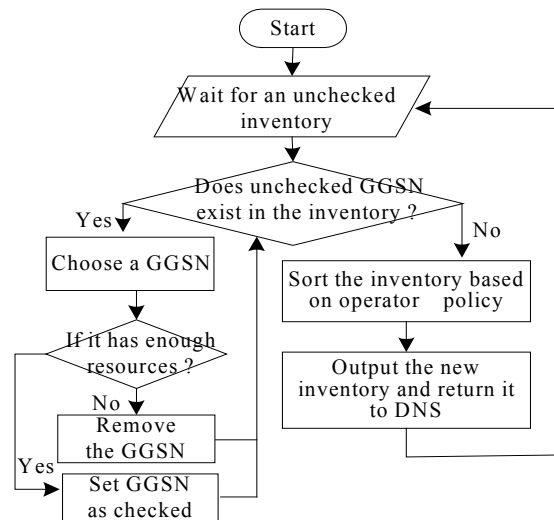 Start
Wait for an unchecked
inventory
Does unchecked GGSN
exist in the inventory ?
Yes
No
Choose a GGSN
Sort the inventory based
on operator policy
If it has enough
resources ?
Output the new
inventory and return it
to DNS
No
Remove
the GGSN
Yes
Set GGSN
as checked